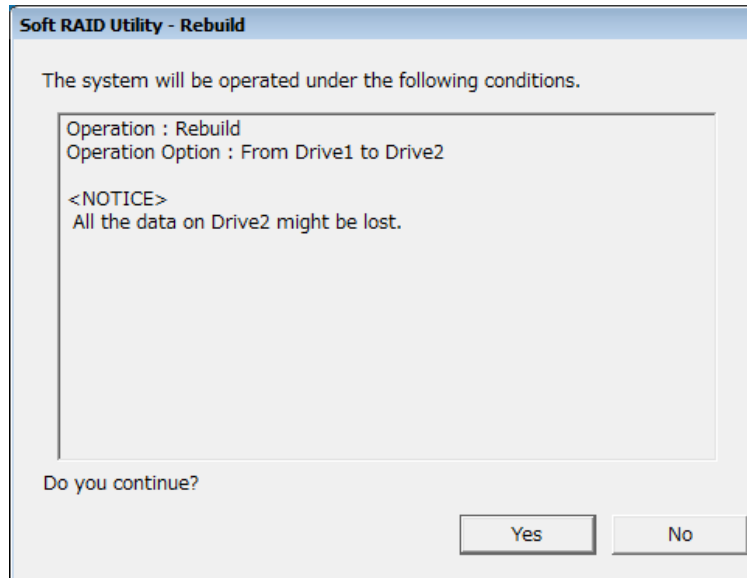 Soft RAID Utility - Rebuild
The system will be operated under the following conditions.
Operation : Rebuild
Operation Option : From Drive1 to Drive2
<NOTICE>
All the data on Drive2 might be lost.
Do you continue?
Yes
No